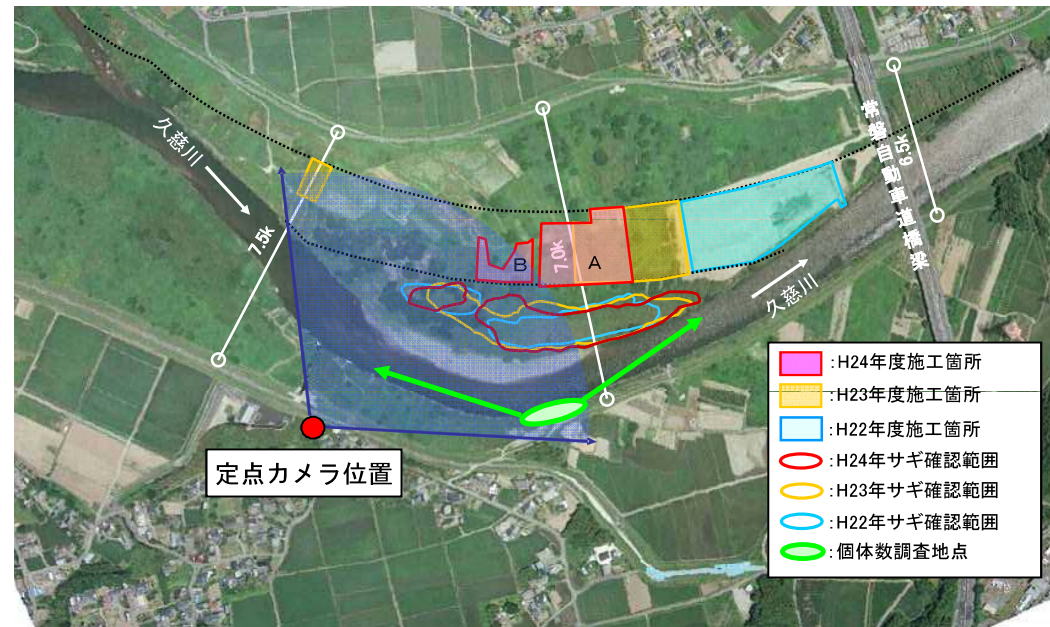 久慈川
7.5k
7.0k
B
A
常磐自動車道橋梁
6.5k
久慈川
定点カメラ位置
:H24年度施工箇所
:H23年度施工箇所
:H22年度施工箇所
:H24年サギ確認範囲
:H23年サギ確認範囲
:H22年サギ確認範囲
:個体数調査地点